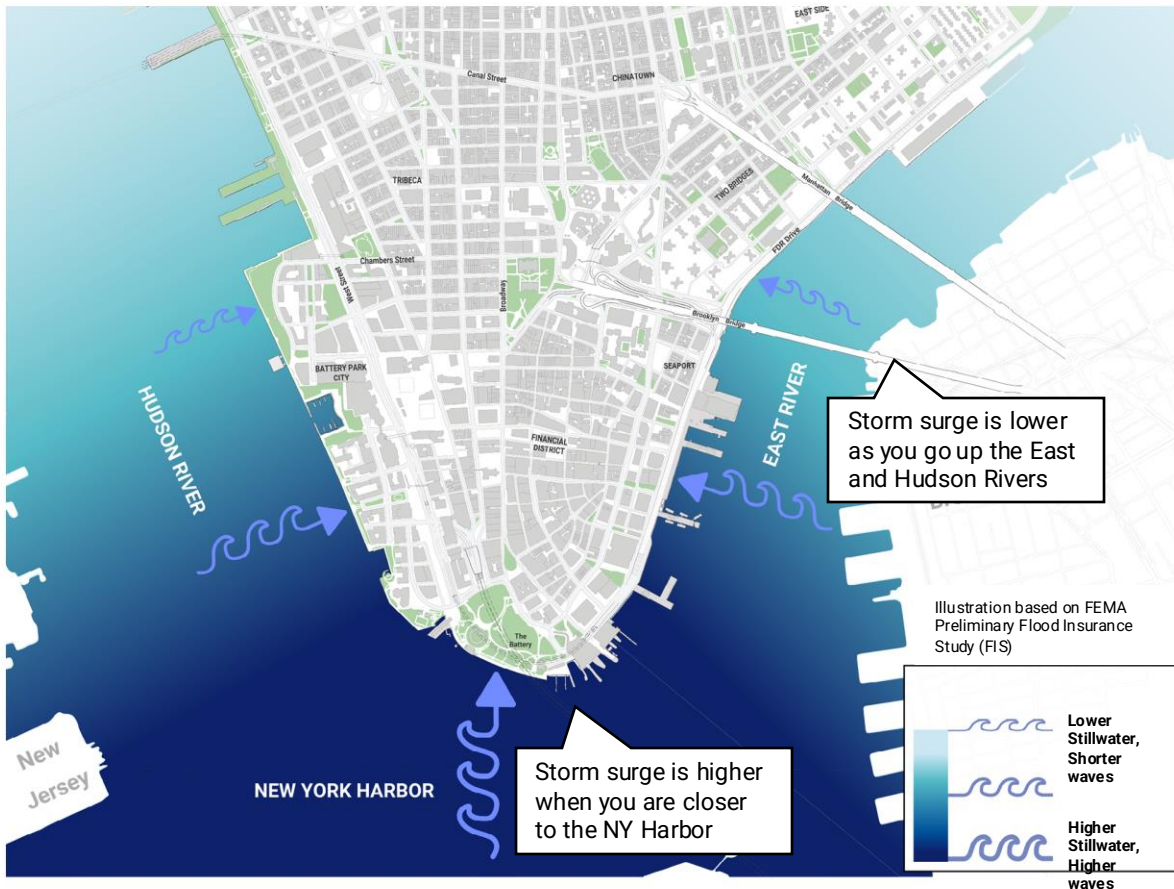 EAST SIDE
Canal Street
CHINATOWN
TRIBECA
TWO BRIDGES
Manhattan Bridge
FDR Drive
Chambers Street
West Street
Broadway
Brooklyn Bridge
BATTERY PARK
CITY
SEAPORT
HUDSON RIVER
EAST RIVER
FINANCIAL
DISTRICT
Storm surge is lower
as you go up the East
and Hudson Rivers
The
Battery
Illustration based on FEMA
Preliminary Flood Insurance
Study (FIS)
New
Jersey
NEW YORK HARBOR
Storm surge is higher
when you are closer
to the NY Harbor
Lower
Stillwater,
Shorter
waves
Higher
Stillwater,
Higher
waves